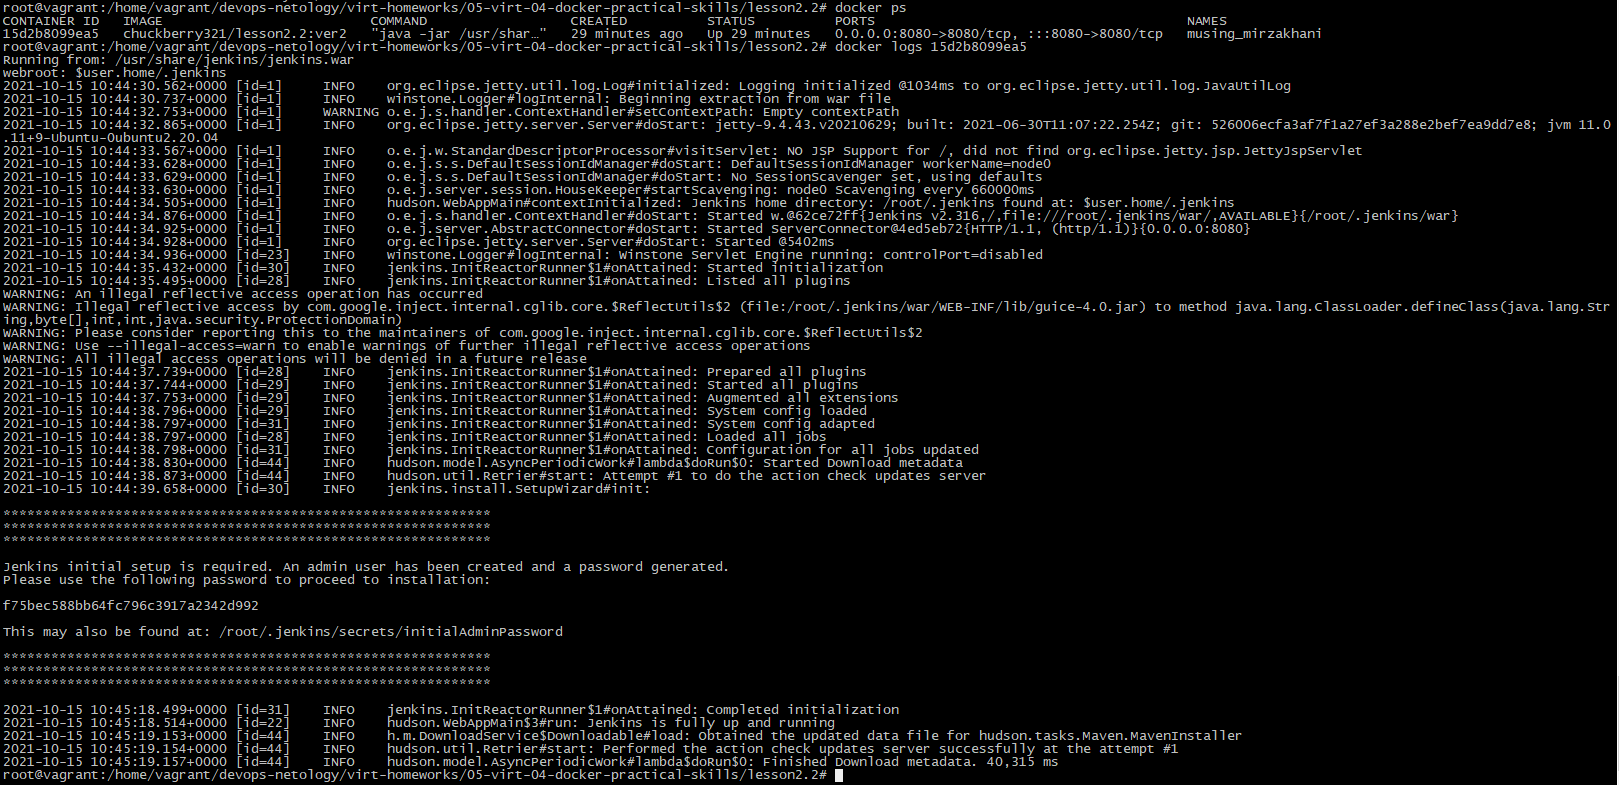 root@vagrant:/home/vagrant/devops-netology/virt-homeworks/05-virt-04-docker-practical-skills/lesson2.2# docker ps
CONTAINER ID   IMAGE                          COMMAND                  CREATED          STATUS          PORTS                                       NAMES
15d2b8099ea5   chuckberry321/lesson2.2:ver2   "java -jar /usr/shar…"   29 minutes ago   Up 29 minutes   0.0.0.0:8080->8080/tcp, :::8080->8080/tcp   musing_mirzakhani
root@vagrant:/home/vagrant/devops-netology/virt-homeworks/05-virt-04-docker-practical-skills/lesson2.2# docker logs 15d2b8099ea5
Running from: /usr/share/jenkins/jenkins.war
webroot: $user.home/.jenkins
2021-10-15 10:44:30.562+0000 [id=1]     INFO    org.eclipse.jetty.util.log.Log#initialized: Logging initialized @1034ms to org.eclipse.jetty.util.log.JavaUtilLog
2021-10-15 10:44:30.737+0000 [id=1]     INFO    winstone.Logger#logInternal: Beginning extraction from war file
2021-10-15 10:44:32.753+0000 [id=1]     WARNING o.e.j.s.handler.ContextHandler#setContextPath: Empty contextPath
2021-10-15 10:44:32.865+0000 [id=1]     INFO    org.eclipse.jetty.server.Server#doStart: jetty-9.4.43.v20210629; built: 2021-06-30T11:07:22.254Z; git: 526006ecfa3af7f1a27ef3a288e2bef7ea9dd7e8; jvm 11.0
.11+9-Ubuntu-0ubuntu2.20.04
2021-10-15 10:44:33.567+0000 [id=1]     INFO    o.e.j.w.StandardDescriptorProcessor#visitServlet: NO JSP Support for /, did not find org.eclipse.jetty.jsp.JettyJspServlet
2021-10-15 10:44:33.628+0000 [id=1]     INFO    o.e.j.s.s.DefaultSessionIdManager#doStart: DefaultSessionIdManager workerName=node0
2021-10-15 10:44:33.629+0000 [id=1]     INFO    o.e.j.s.s.DefaultSessionIdManager#doStart: No SessionScavenger set, using defaults
2021-10-15 10:44:33.630+0000 [id=1]     INFO    o.e.j.server.session.HouseKeeper#startScavenging: node0 Scavenging every 660000ms
2021-10-15 10:44:34.505+0000 [id=1]     INFO    hudson.WebAppMain#contextInitialized: Jenkins home directory: /root/.jenkins found at: $user.home/.jenkins
2021-10-15 10:44:34.876+0000 [id=1]     INFO    o.e.j.s.handler.ContextHandler#doStart: Started w.@62ce72ff{Jenkins v2.316,/,file:///root/.jenkins/war/,AVAILABLE}{/root/.jenkins/war}
2021-10-15 10:44:34.925+0000 [id=1]     INFO    o.e.j.server.AbstractConnector#doStart: Started ServerConnector@4ed5eb72{HTTP/1.1, (http/1.1)}{0.0.0.0:8080}
2021-10-15 10:44:34.928+0000 [id=1]     INFO    org.eclipse.jetty.server.Server#doStart: Started @5402ms
2021-10-15 10:44:34.936+0000 [id=23]    INFO    winstone.Logger#logInternal: Winstone Servlet Engine running: controlPort=disabled
2021-10-15 10:44:35.432+0000 [id=30]    INFO    jenkins.InitReactorRunner$1#onAttained: Started initialization
2021-10-15 10:44:35.495+0000 [id=28]    INFO    jenkins.InitReactorRunner$1#onAttained: Listed all plugins
WARNING: An illegal reflective access operation has occurred
WARNING: Illegal reflective access by com.google.inject.internal.cglib.core.$ReflectUtils$2 (file:/root/.jenkins/war/WEB-INF/lib/guice-4.0.jar) to method java.lang.ClassLoader.defineClass(java.lang.Str
ing,byte[],int,int,java.security.ProtectionDomain)
WARNING: Please consider reporting this to the maintainers of com.google.inject.internal.cglib.core.$ReflectUtils$2
WARNING: Use --illegal-access=warn to enable warnings of further illegal reflective access operations
WARNING: All illegal access operations will be denied in a future release
2021-10-15 10:44:37.739+0000 [id=28]    INFO    jenkins.InitReactorRunner$1#onAttained: Prepared all plugins
2021-10-15 10:44:37.744+0000 [id=29]    INFO    jenkins.InitReactorRunner$1#onAttained: Started all plugins
2021-10-15 10:44:37.753+0000 [id=29]    INFO    jenkins.InitReactorRunner$1#onAttained: Augmented all extensions
2021-10-15 10:44:38.796+0000 [id=29]    INFO    jenkins.InitReactorRunner$1#onAttained: System config loaded
2021-10-15 10:44:38.797+0000 [id=31]    INFO    jenkins.InitReactorRunner$1#onAttained: System config adapted
2021-10-15 10:44:38.797+0000 [id=28]    INFO    jenkins.InitReactorRunner$1#onAttained: Loaded all jobs
2021-10-15 10:44:38.798+0000 [id=31]    INFO    jenkins.InitReactorRunner$1#onAttained: Configuration for all jobs updated
2021-10-15 10:44:38.830+0000 [id=44]    INFO    hudson.model.AsyncPeriodicWork#lambda$doRun$0: Started Download metadata
2021-10-15 10:44:38.873+0000 [id=44]    INFO    hudson.util.Retrier#start: Attempt #1 to do the action check updates server
2021-10-15 10:44:39.658+0000 [id=30]    INFO    jenkins.install.SetupWizard#init:
*************************************************************
*************************************************************
*************************************************************
Jenkins initial setup is required. An admin user has been created and a password generated.
Please use the following password to proceed to installation:
f75bec588bb64fc796c3917a2342d992
This may also be found at: /root/.jenkins/secrets/initialAdminPassword
*************************************************************
*************************************************************
*************************************************************
2021-10-15 10:45:18.499+0000 [id=31]    INFO    jenkins.InitReactorRunner$1#onAttained: Completed initialization
2021-10-15 10:45:18.514+0000 [id=22]    INFO    hudson.WebAppMain$3#run: Jenkins is fully up and running
2021-10-15 10:45:19.153+0000 [id=44]    INFO    h.m.DownloadService$Downloadable#load: Obtained the updated data file for hudson.tasks.Maven.MavenInstaller
2021-10-15 10:45:19.154+0000 [id=44]    INFO    hudson.util.Retrier#start: Performed the action check updates server successfully at the attempt #1
2021-10-15 10:45:19.157+0000 [id=44]    INFO    hudson.model.AsyncPeriodicWork#lambda$doRun$0: Finished Download metadata. 40,315 ms
root@vagrant:/home/vagrant/devops-netology/virt-homeworks/05-virt-04-docker-practical-skills/lesson2.2#